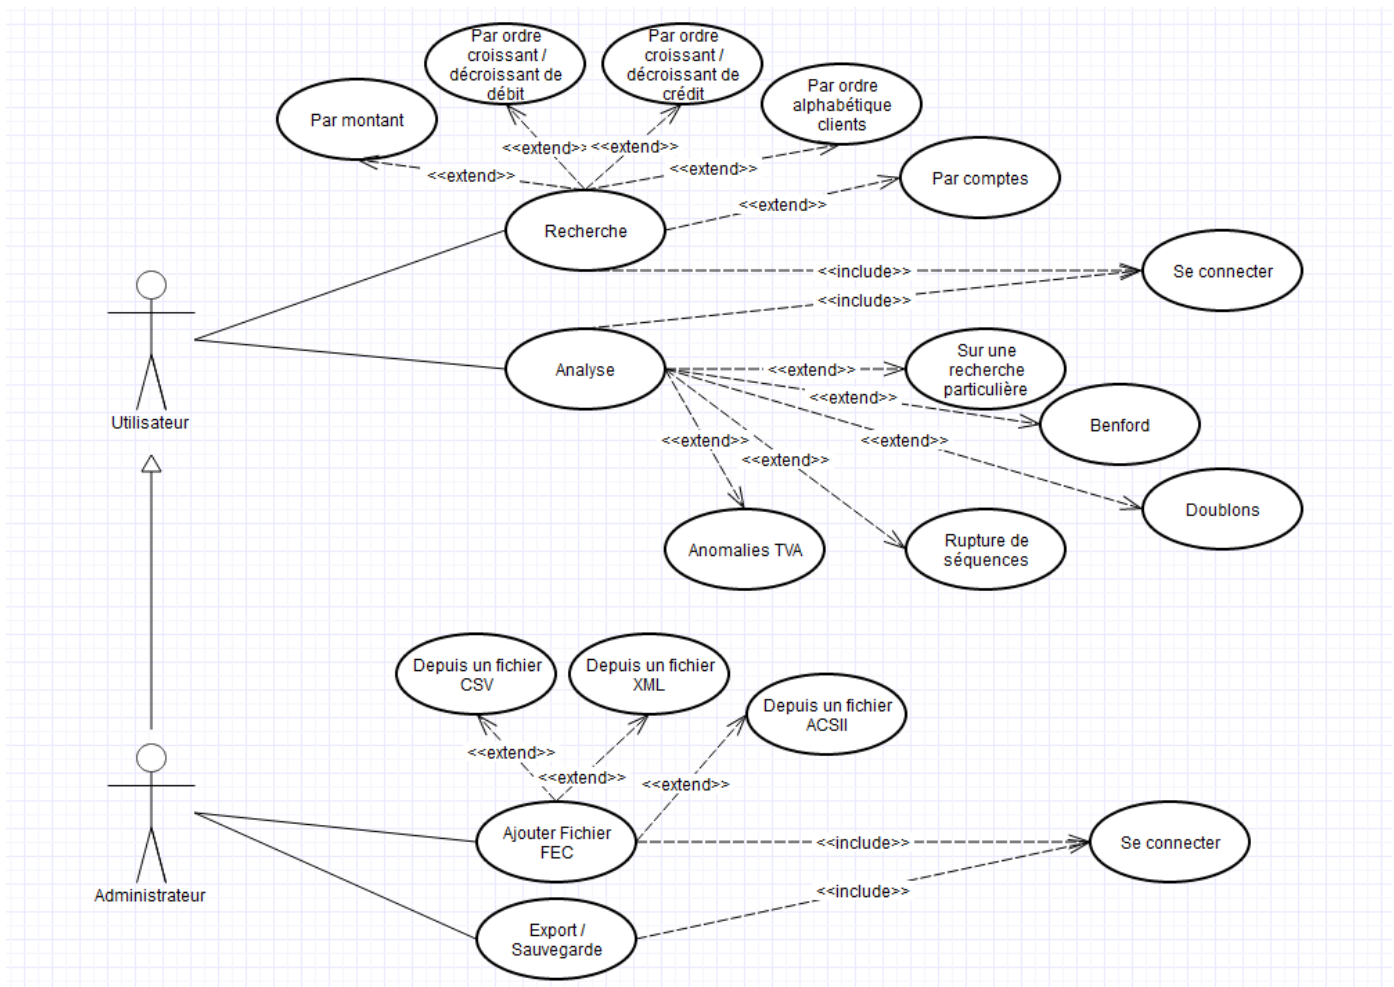 Par ordre
croissant /
décroissant de
débit
Par ordre
croissant /
décroissant de
crédit
Par ordre
alphabétique
clients
Par montant
<<extend>>
<<extend>>
<<extend>>
<<extend>>
Par comptes
<<extend>>
Recherche
<<include>>
Se connecter
<<include>>
Analyse
<<extend>>
Sur une
recherche
particulière
<<extend>>
Benford
<<extend>>
<<extend>>
<<extend>>
Doublons
Anomalies TVA
Rupture de
séquences
Utilisateur
Depuis un fichier
CSV
Depuis un fichier
XML
Depuis un fichier
ACSII
<<extend>>
<<extend>>
<<extend>>
Ajouter Fichier
FEC
<<include>>
Se connecter
<<include>>
Administrateur
Export /
Sauvegarde